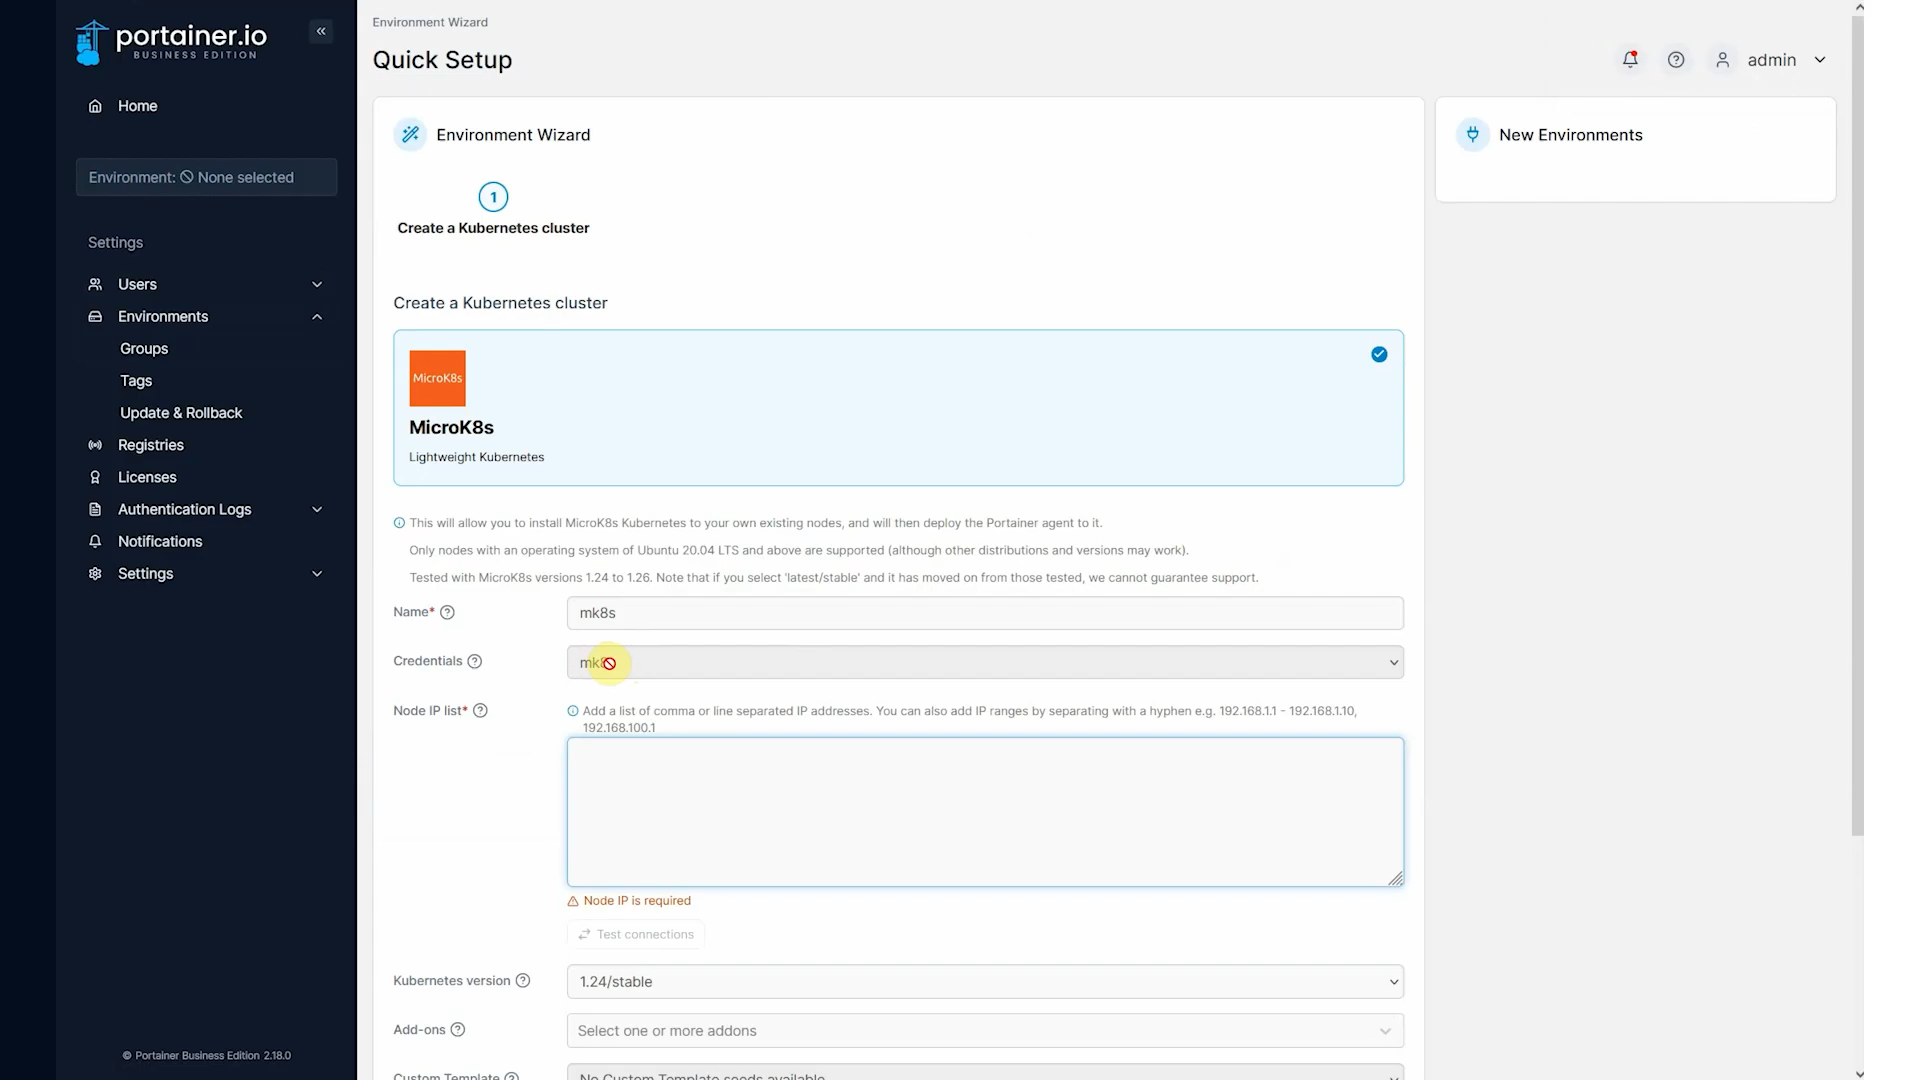 portainer.io
BUSINESS EDITION
Home
Environment: None selected
Settings
Users
Environments
Groups
Tags
Update & Rollback
Registries
Licenses
Authentication Logs
Notifications
Settings
© Portainer Business Edition 2.18.0
Environment Wizard
Quick Setup
admin
Environment Wizard
1
Create a Kubernetes cluster
Create a Kubernetes cluster
MicroK8s
MicroK8s
Lightweight Kubernetes
This will allow you to install MicroK8s Kubernetes to your own existing nodes, and will then deploy the Portainer agent to it.
Only nodes with an operating system of Ubuntu 20.04 LTS and above are supported (although other distributions and versions may work).
Tested with MicroK8s versions 1.24 to 1.26. Note that if you select 'latest/stable' and it has moved on from those tested, we cannot guarantee support.
Name*
mk8s
Credentials
Node IP list*
Add a list of comma or line separated IP addresses. You can also add IP ranges by separating with a hyphen e.g. 192.168.1.1 - 192.168.1.10,
192.168.100.1
Node IP is required
Test connections
Kubernetes version
1.24/stable
Add-ons
Select one or more addons
Custom Template
No Custom Template seeds available
New Environments